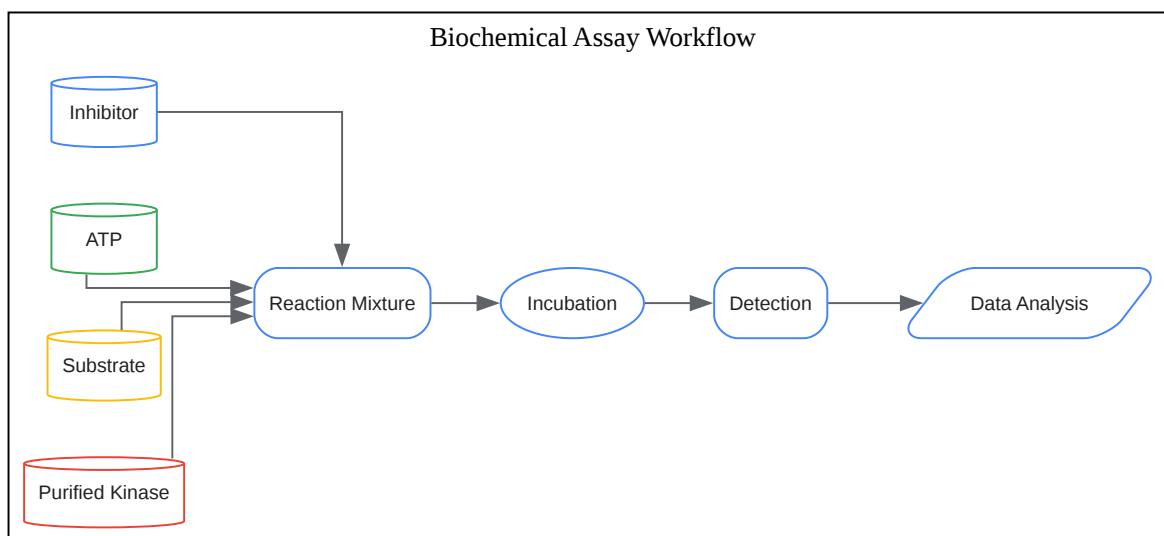 Biochemical Assay Workflow
Inhibitor
ATP
Substrate
Purified Kinase
Reaction Mixture
Incubation
Detection
Data Analysis